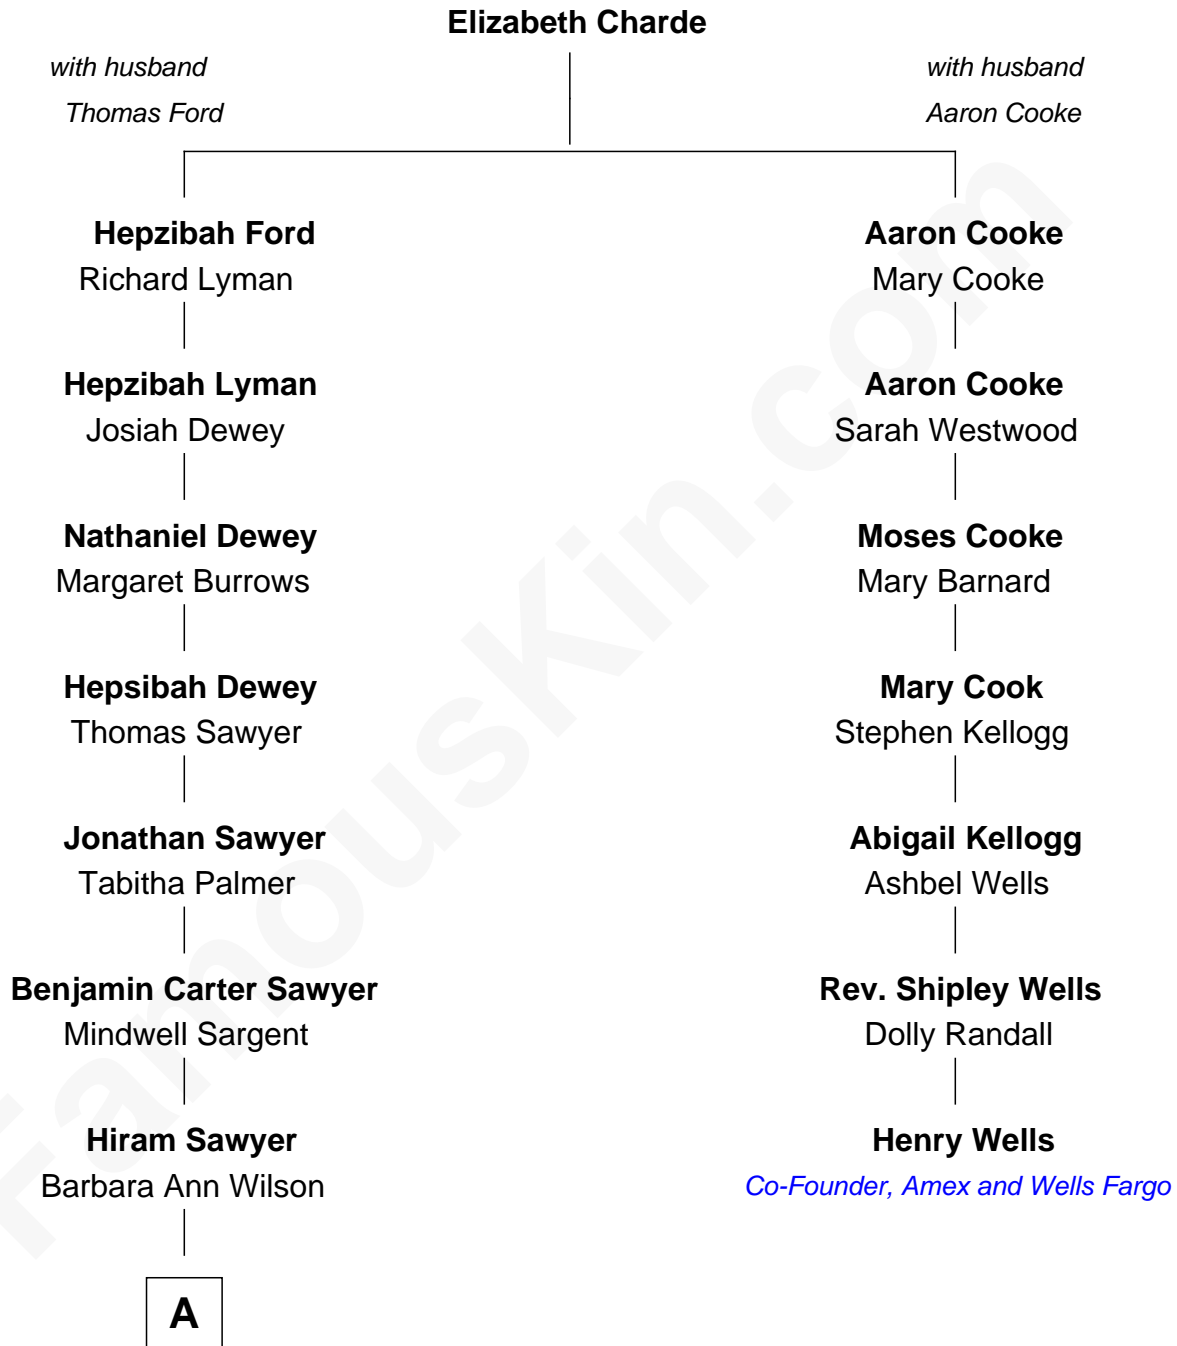 Elizabeth Charde
with husband
Thomas Ford
with husband
Aaron Cooke
Hepzibah Ford
Richard Lyman
Aaron Cooke
Mary Cooke
Hepzibah Lyman
Josiah Dewey
Aaron Cooke
Sarah Westwood
Nathaniel Dewey
Margaret Burrows
Moses Cooke
Mary Barnard
Hepsibah Dewey
Thomas Sawyer
Mary Cook
Stephen Kellogg
Jonathan Sawyer
Tabitha Palmer
Abigail Kellogg
Ashbel Wells
Benjamin Carter Sawyer
Mindwell Sargent
Rev. Shipley Wells
Dolly Randall
Hiram Sawyer
Barbara Ann Wilson
Henry Wells
Co-Founder, Amex and Wells Fargo
A
FamousKin.com